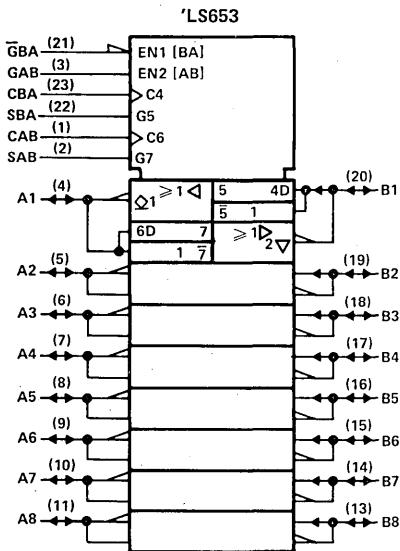 'LS653
G̅BA (21) EN1 [BA]
GAB (3) EN2 [AB]
CBA (23) C4
SBA (22) G5
CAB (1) C6
SAB (2) G7
A1 (4) ◇1 ≥1 ◁ 5 4D (20) B1
5̅ 1
6D 7 ≥1 ▷
1 7̅ 2 ▽
A2 (5) (19) B2
A3 (6) (18) B3
A4 (7) (17) B4
A5 (8) (16) B5
A6 (9) (15) B6
A7 (10) (14) B7
A8 (11) (13) B8